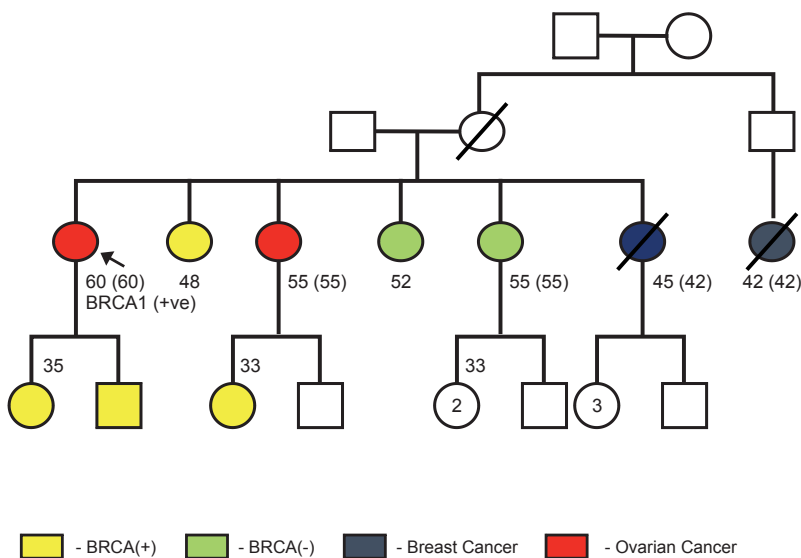 60 (60)
BRCA1 (+ve)
48
55 (55)
52
55 (55)
45 (42)
42 (42)
35
33
33
2
3
- BRCA(+)
- BRCA(-)
- Breast Cancer
- Ovarian Cancer